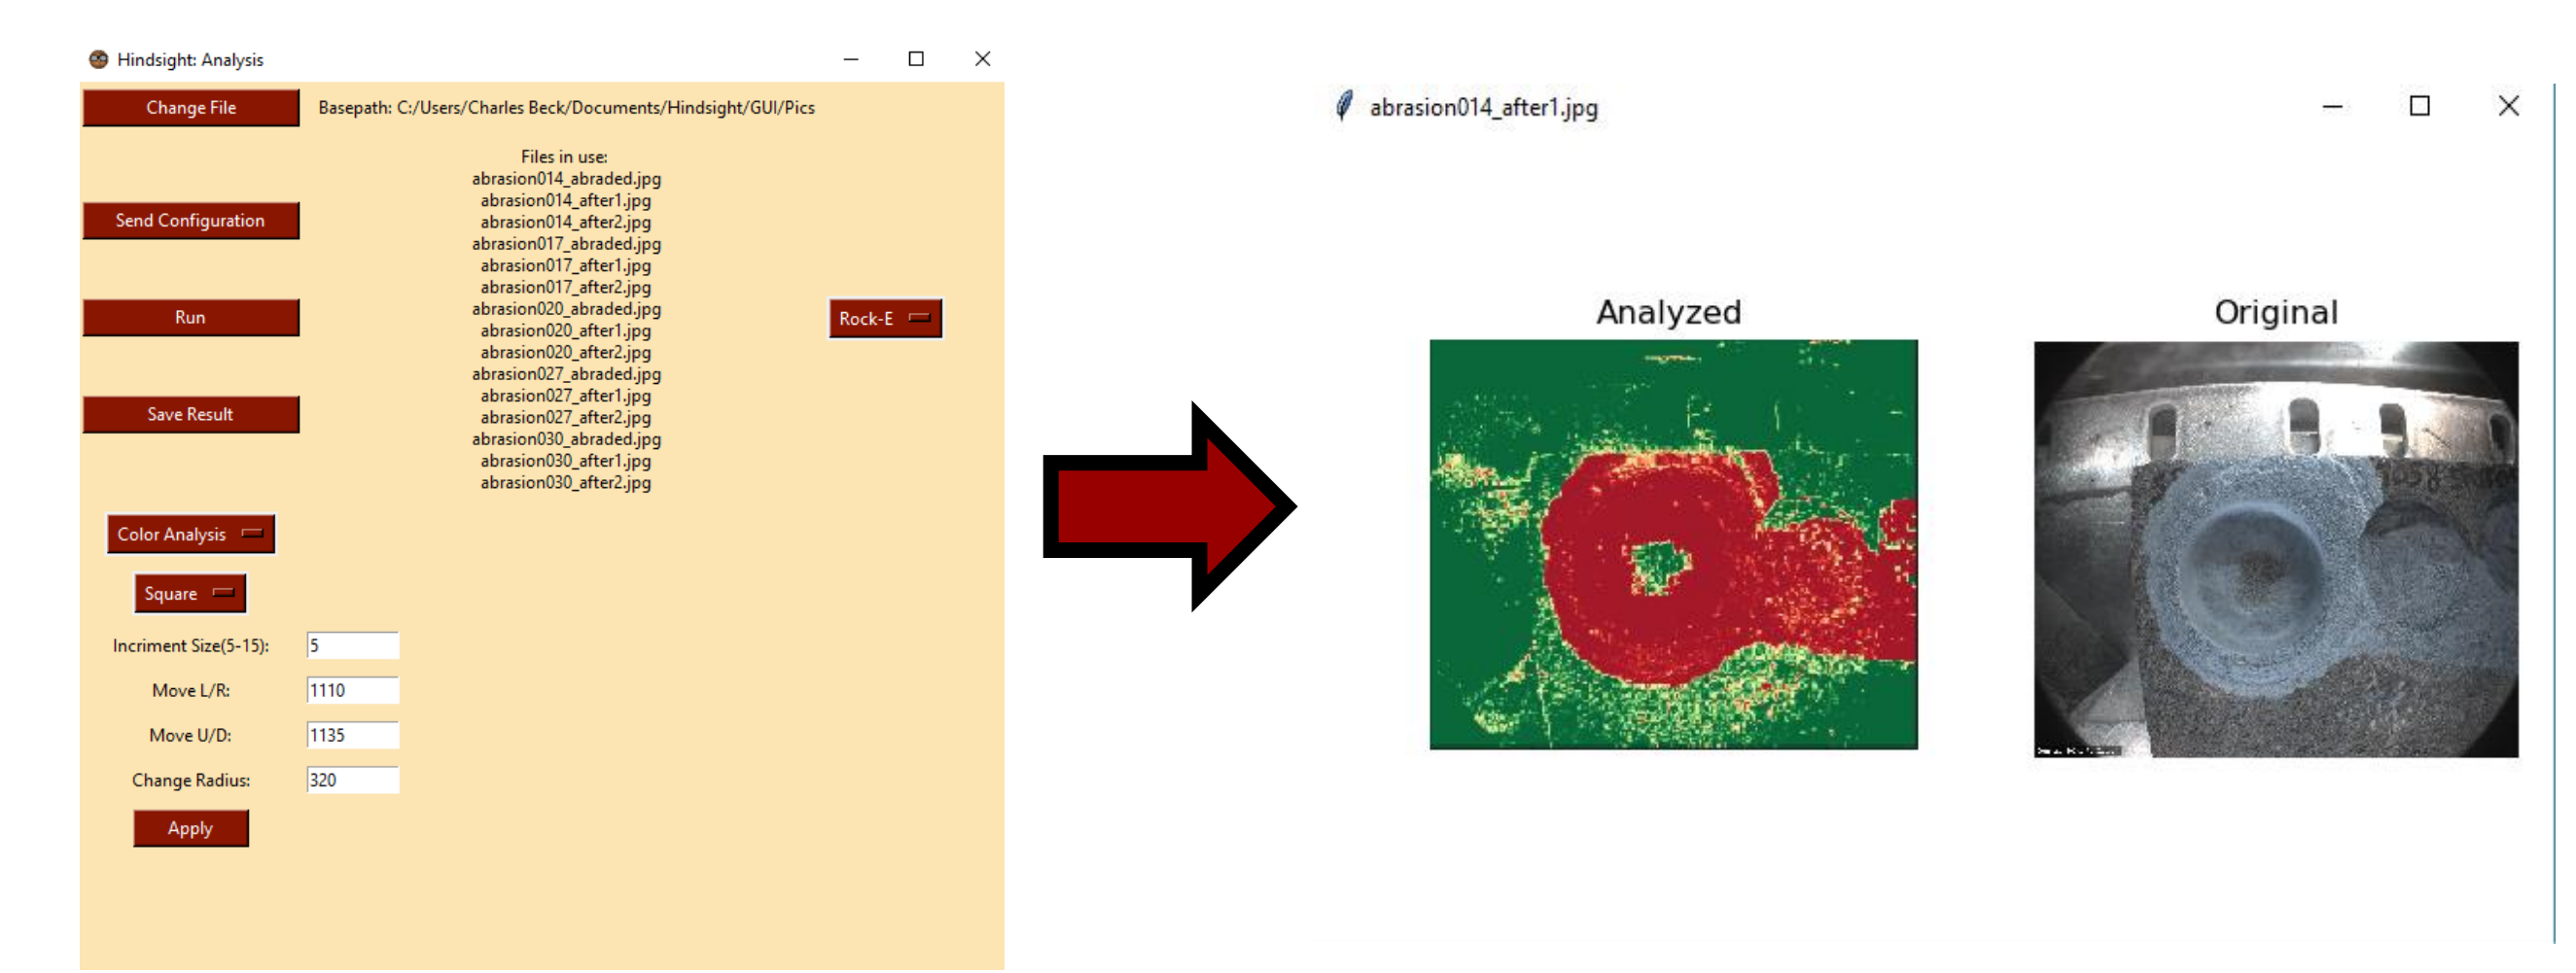 Hindsight: Analysis
Change File
Basepath: C:/Users/Charles Beck/Documents/Hindsight/GUI/Pics
Files in use:
abrasion014_abraded.jpg
abrasion014_after1.jpg
Send Configuration
abrasion014_after2.jpg
abrasion017_abraded.jpg
abrasion017_after1.jpg
abrasion017_after2.jpg
Run
abrasion020_abraded.jpg
abrasion020_after1.jpg
Rock-E
abrasion020_after2.jpg
abrasion027_abraded.jpg
abrasion027_after1.jpg
Save Result
abrasion027_after2.jpg
abrasion030_abraded.jpg
abrasion030_after1.jpg
abrasion030_after2.jpg
Color Analysis
Square
Incriment Size(5-15):
5
Move L/R:
1110
Move U/D:
1135
Change Radius:
320
Apply
abrasion014_after1.jpg
Analyzed
Original